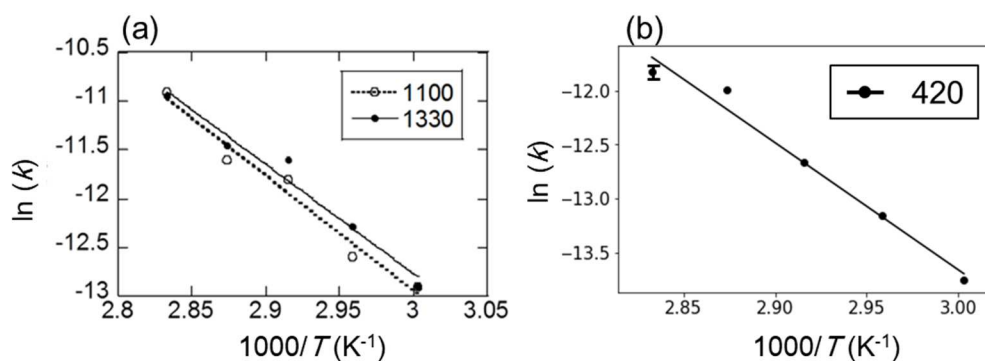 (a)
-10.5
-11
-11.5
-12
-12.5
-13
2.8 2.85 2.9 2.95 3 3.05
ln (k)
1000/T (K-1)
1100
1330
(b)
−12.0
−12.5
−13.0
−13.5
2.85 2.90 2.95 3.00
ln (k)
1000/T (K-1)
420